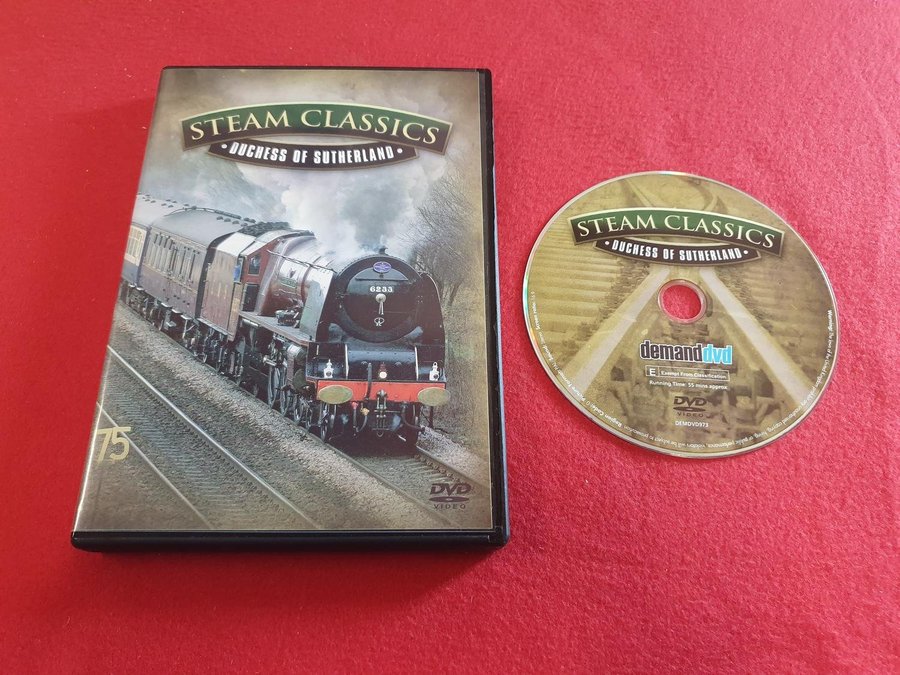 STEAM CLASSICS
• DUCHESS OF SUTHERLAND •
6233
75
DVD
VIDEO
STEAM CLASSICS
• DUCHESS OF SUTHERLAND •
demanddvd
E Exempt From Classification
Running Time: 55 mins approx.
DVD
VIDEO
DEMDVD973